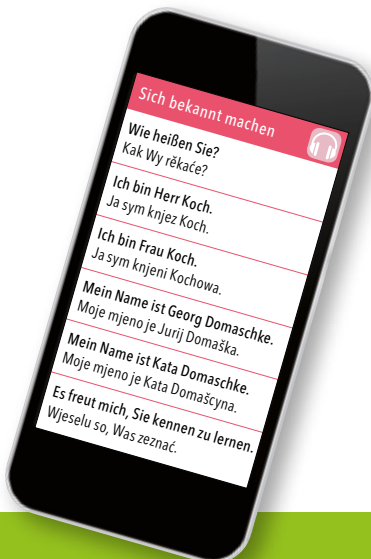 Sich bekannt machen
Wie heißen Sie?
Kak Wy rěkaće?
Ich bin Herr Koch.
Ja sym knjez Koch.
Ich bin Frau Koch.
Ja sym knjeni Kochowa.
Mein Name ist Georg Domaschke.
Moje mjeno je Jurij Domaška.
Mein Name ist Kata Domaschke.
Moje mjeno je Kata Domašcyna.
Es freut mich, Sie kennen zu lernen.
Wjeselu so, Was zeznać.